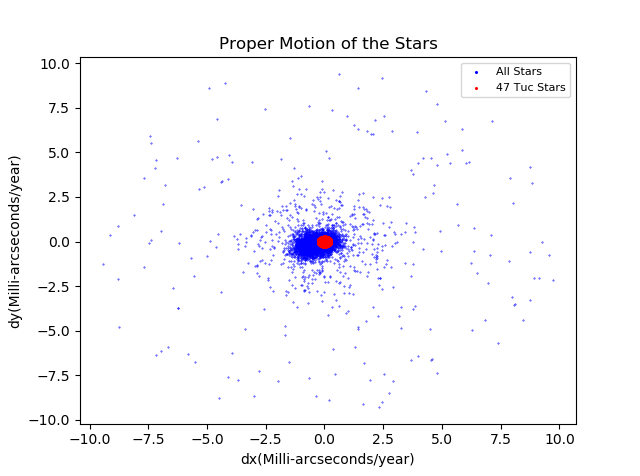 Proper Motion of the Stars
All Stars
47 Tuc Stars
10.0
7.5
5.0
2.5
0.0
−2.5
−5.0
−7.5
−10.0
dy(Milli-arcseconds/year)
−10.0 −7.5 −5.0 −2.5 0.0 2.5 5.0 7.5 10.0
dx(Milli-arcseconds/year)